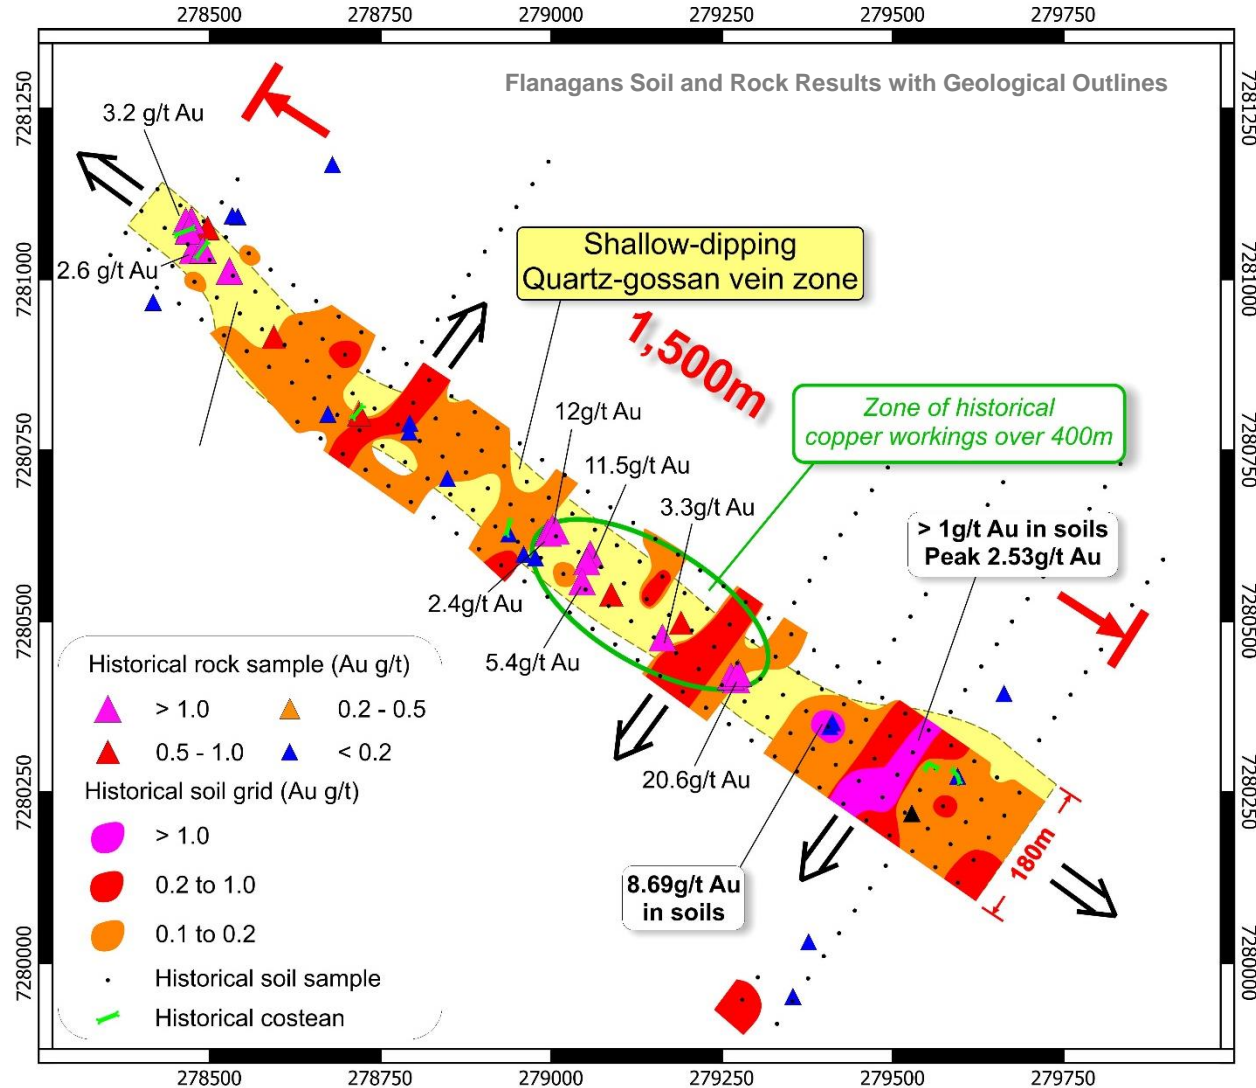 278500 278750 279000 279250 279500 279750
Flanagans Soil and Rock Results with Geological Outlines
7281250
7281000
7280750
7280500
7280250
7280000
7281250
7281000
7280750
7280500
7280250
7280000
3.2 g/t Au
2.6 g/t Au
Shallow-dipping
Quartz-gossan vein zone
1,500m
Zone of historical
copper workings over 400m
12g/t Au
11.5g/t Au
3.3g/t Au
> 1g/t Au in soils
Peak 2.53g/t Au
2.4g/t Au
5.4g/t Au
20.6g/t Au
8.69g/t Au
in soils
180m
Historical rock sample (Au g/t)
> 1.0 0.2 - 0.5
0.5 - 1.0 < 0.2
Historical soil grid (Au g/t)
> 1.0
0.2 to 1.0
0.1 to 0.2
Historical soil sample
Historical costean
278500 278750 279000 279250 279500 279750